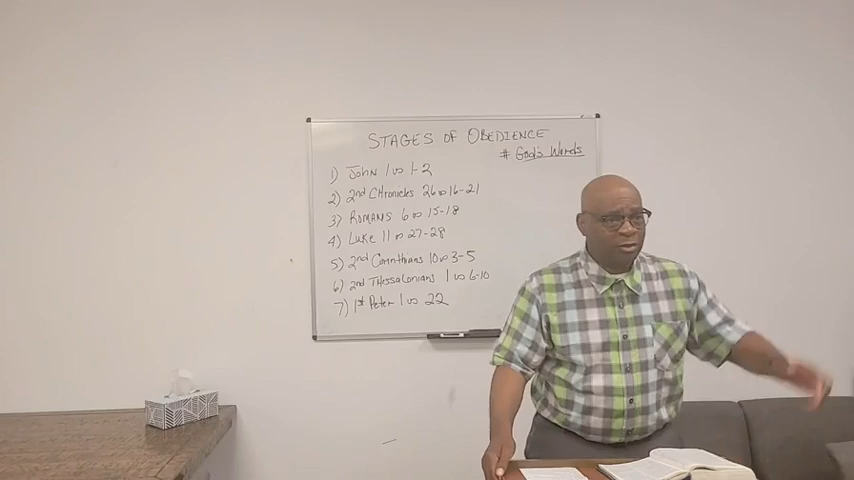 STAGES OF OBEDIENCE
# God's Words
1) John 1 vs 1-2
2) 2nd Chronicles 26 vs 16-21
3) Romans 6 vs 15-18
4) Luke 11 vs 27-28
5) 2nd Corinthians 10 vs 3-5
6) 2nd Thessalonians 1 vs 6-10
7) 1st Peter 1 vs 22